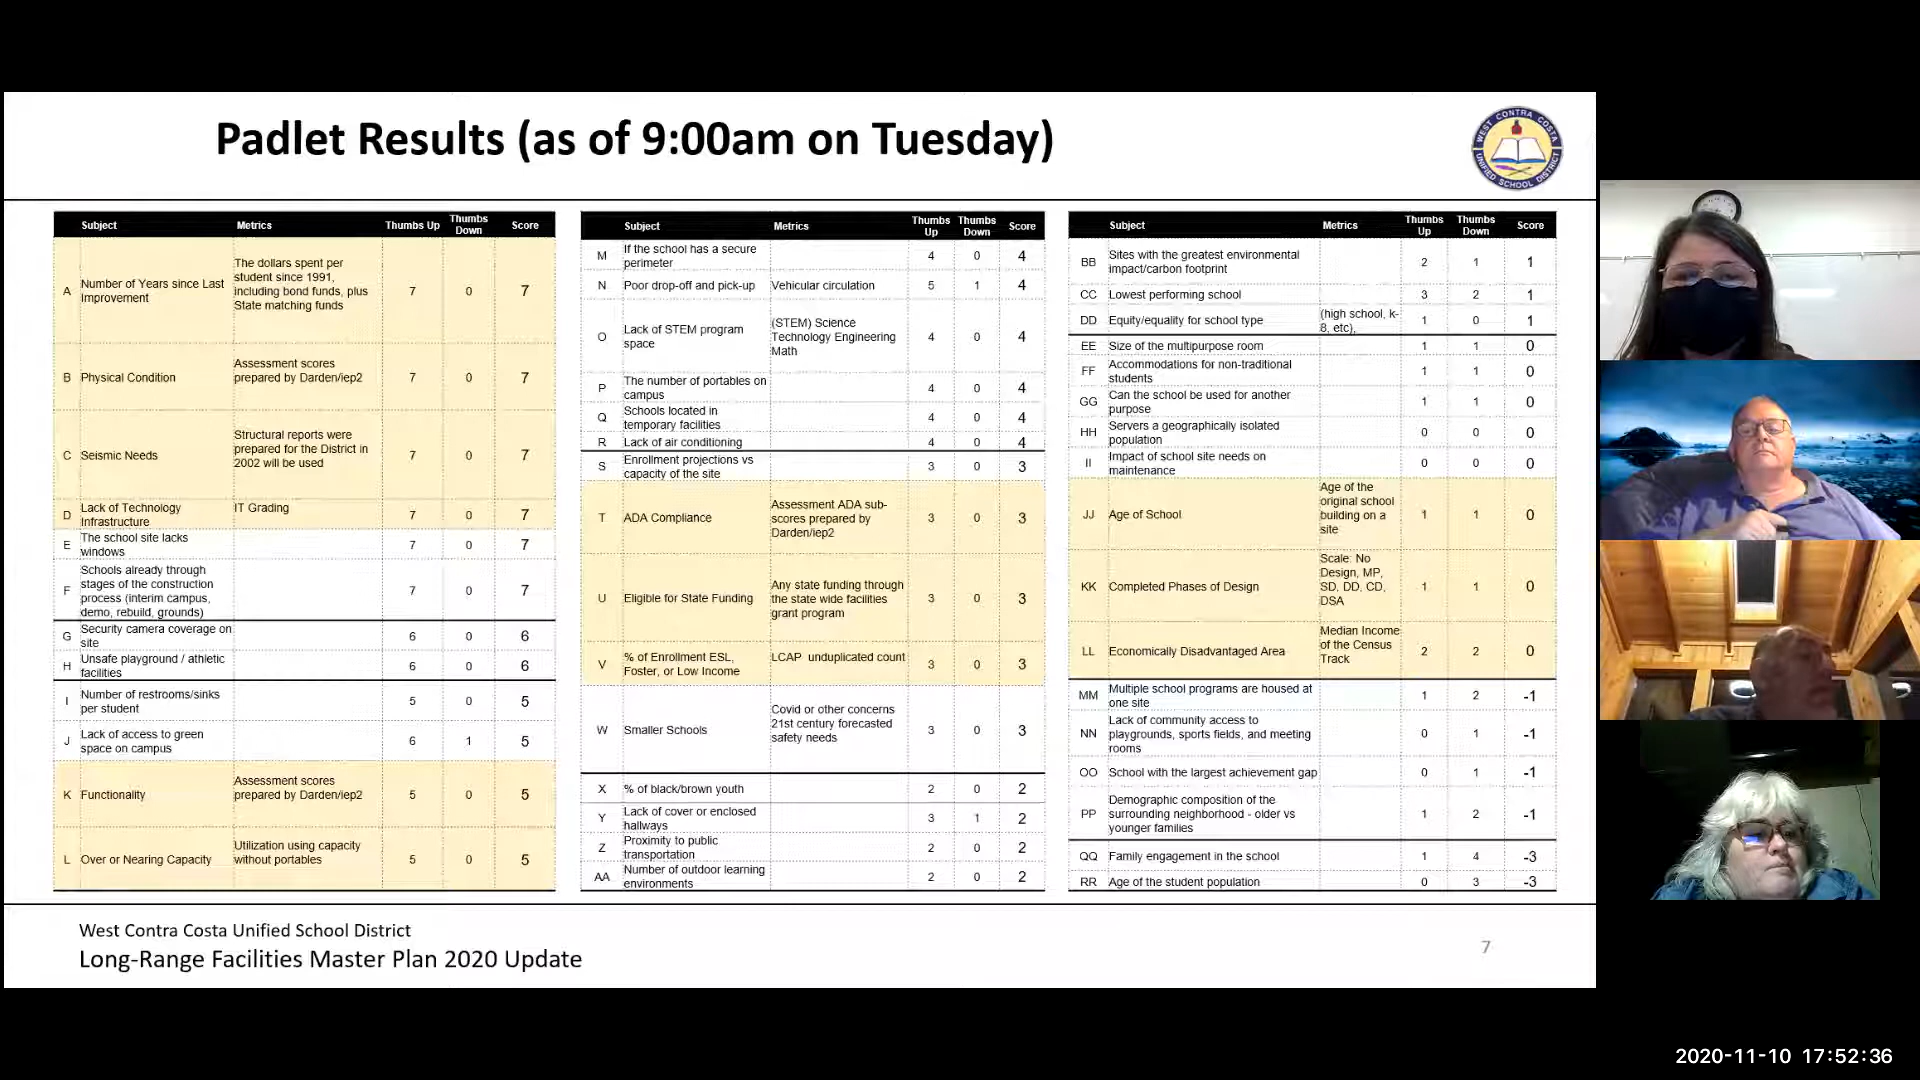 Padlet Results (as of 9:00am on Tuesday)
WEST CONTRA COSTA
UNIFIED SCHOOL DISTRICT
Subject Metrics Thumbs Up Thumbs Down Score
A Number of Years since Last Improvement The dollars spent per student since 1991, including bond funds, plus State matching funds 7 0 7
B Physical Condition Assessment scores prepared by Darden/iep2 7 0 7
C Seismic Needs Structural reports were prepared for the District in 2002 will be used 7 0 7
D Lack of Technology Infrastructure IT Grading 7 0 7
E The school site lacks windows 7 0 7
F Schools already through stages of the construction process (interim campus, demo, rebuild, grounds) 7 0 7
G Security camera coverage on site 6 0 6
H Unsafe playground / athletic facilities 6 0 6
I Number of restrooms/sinks per student 5 0 5
J Lack of access to green space on campus 6 1 5
K Functionality Assessment scores prepared by Darden/iep2 5 0 5
L Over or Nearing Capacity Utilization using capacity without portables 5 0 5
Subject Metrics Thumbs Up Thumbs Down Score
M If the school has a secure perimeter 4 0 4
N Poor drop-off and pick-up Vehicular circulation 5 1 4
O Lack of STEM program space (STEM) Science Technology Engineering Math 4 0 4
P The number of portables on campus 4 0 4
Q Schools located in temporary facilities 4 0 4
R Lack of air conditioning 4 0 4
S Enrollment projections vs capacity of the site 3 0 3
T ADA Compliance Assessment ADA sub-scores prepared by Darden/iep2 3 0 3
U Eligible for State Funding Any state funding through the state wide facilities grant program 3 0 3
V % of Enrollment ESL, Foster, or Low Income LCAP unduplicated count 3 0 3
W Smaller Schools Covid or other concerns 21st century forecasted safety needs 3 0 3
X % of black/brown youth 2 0 2
Y Lack of cover or enclosed hallways 3 1 2
Z Proximity to public transportation 2 0 2
AA Number of outdoor learning environments 2 0 2
Subject Metrics Thumbs Up Thumbs Down Score
BB Sites with the greatest environmental impact/carbon footprint 2 1 1
CC Lowest performing school 3 2 1
DD Equity/equality for school type (high school, k-8, etc), 1 0 1
EE Size of the multipurpose room 1 1 0
FF Accommodations for non-traditional students 1 1 0
GG Can the school be used for another purpose 1 1 0
HH Servers a geographically isolated population 0 0 0
II Impact of school site needs on maintenance 0 0 0
JJ Age of School Age of the original school building on a site 1 1 0
KK Completed Phases of Design Scale: No Design, MP, SD, DD, CD, DSA 1 1 0
LL Economically Disadvantaged Area Median Income of the Census Track 2 2 0
MM Multiple school programs are housed at one site 1 2 -1
NN Lack of community access to playgrounds, sports fields, and meeting rooms 0 1 -1
OO School with the largest achievement gap 0 1 -1
PP Demographic composition of the surrounding neighborhood - older vs younger families 1 2 -1
QQ Family engagement in the school 1 4 -3
RR Age of the student population 0 3 -3
West Contra Costa Unified School District
Long-Range Facilities Master Plan 2020 Update
7
2020-11-10 17:52:36